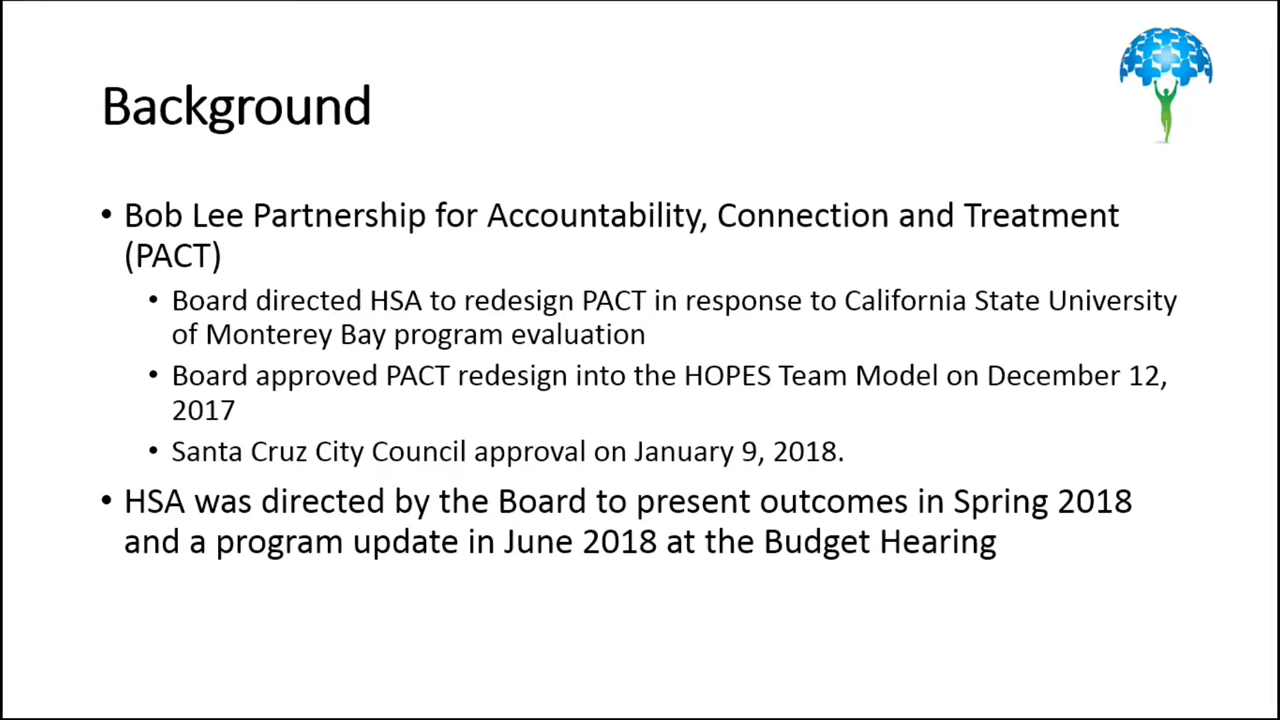 Background
• Bob Lee Partnership for Accountability, Connection and Treatment
(PACT)
• Board directed HSA to redesign PACT in response to California State University
of Monterey Bay program evaluation
• Board approved PACT redesign into the HOPES Team Model on December 12,
2017
• Santa Cruz City Council approval on January 9, 2018.
• HSA was directed by the Board to present outcomes in Spring 2018
and a program update in June 2018 at the Budget Hearing